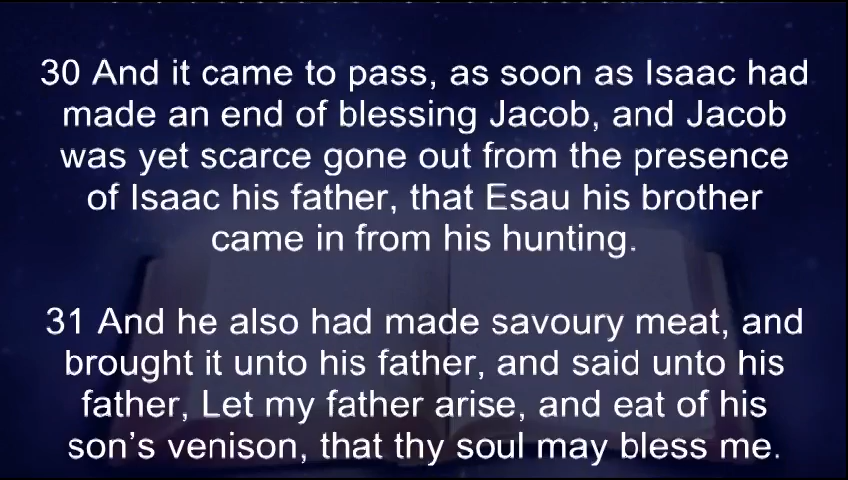 30 And it came to pass, as soon as Isaac had
made an end of blessing Jacob, and Jacob
was yet scarce gone out from the presence
of Isaac his father, that Esau his brother
came in from his hunting.
31 And he also had made savoury meat, and
brought it unto his father, and said unto his
father, Let my father arise, and eat of his
son’s venison, that thy soul may bless me.